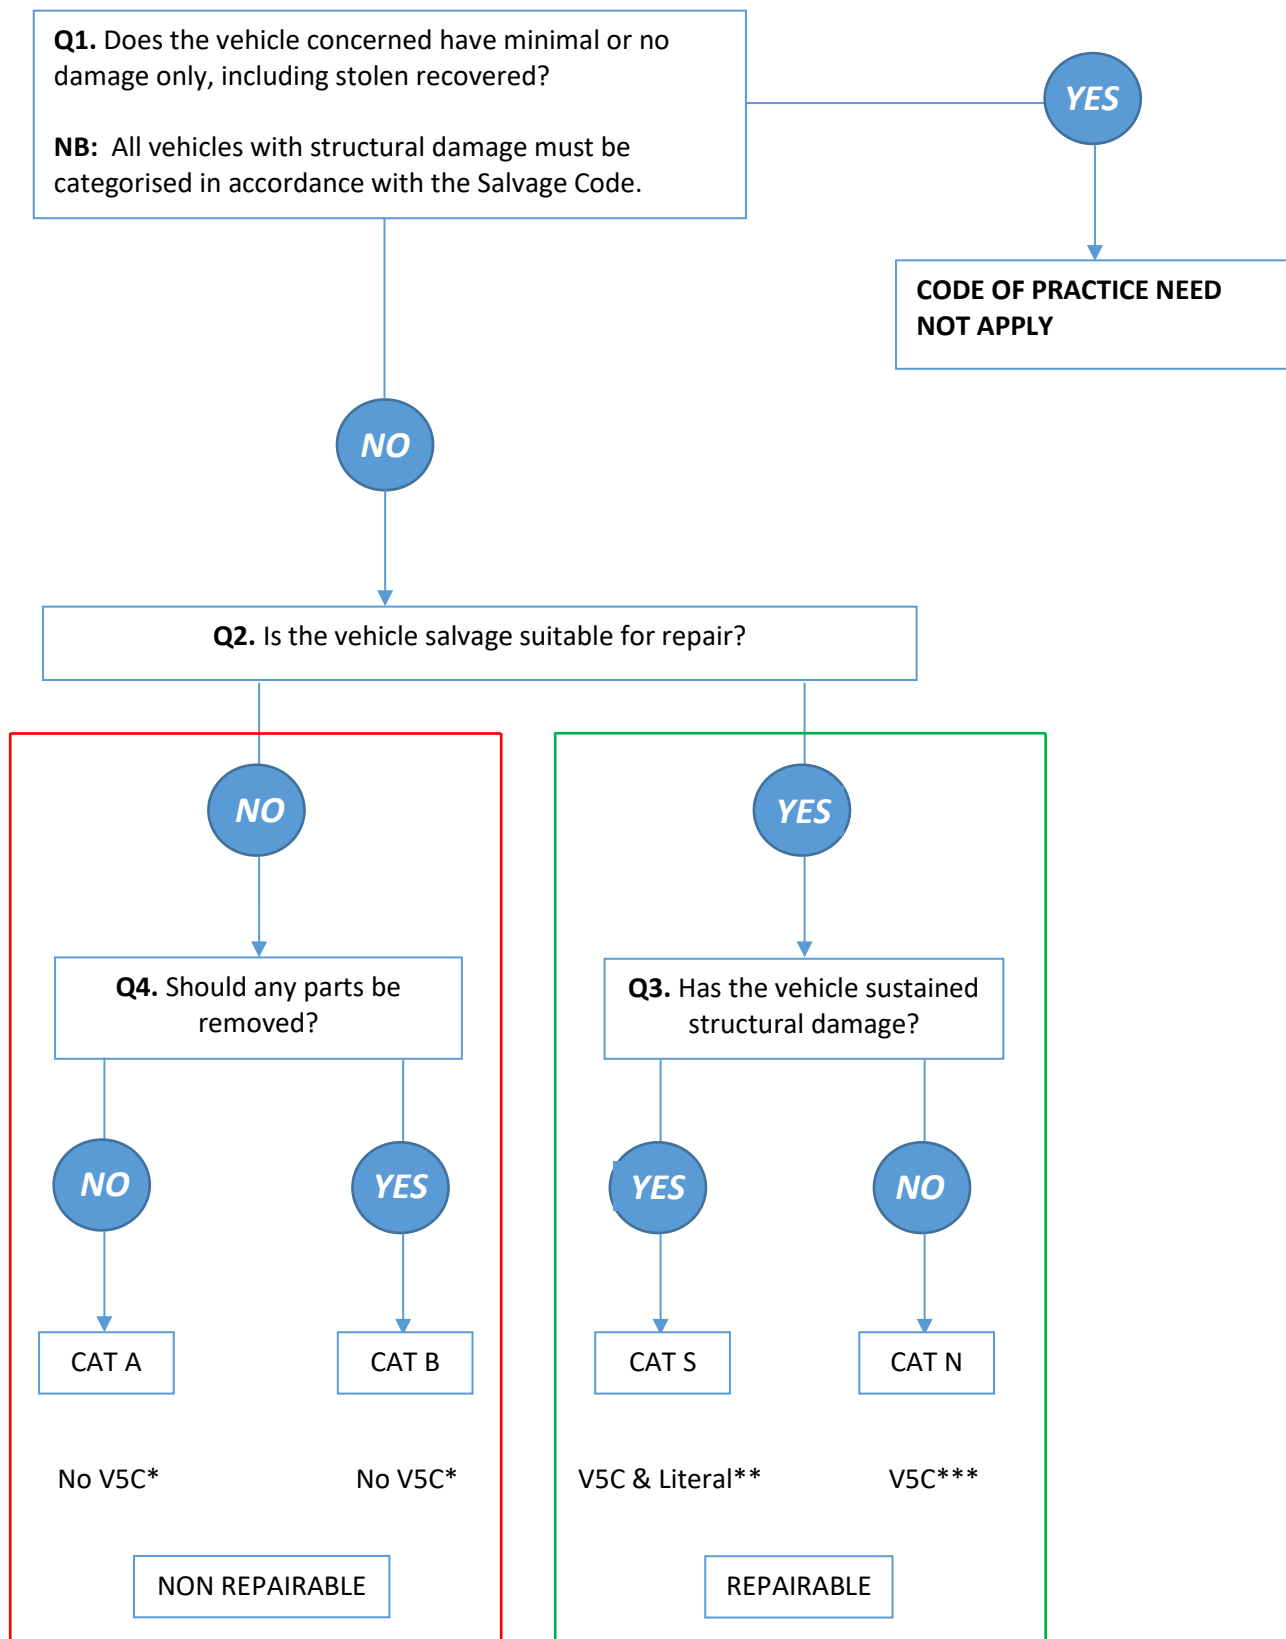 Q1. Does the vehicle concerned have minimal or no
damage only, including stolen recovered?
NB: All vehicles with structural damage must be
categorised in accordance with the Salvage Code.
YES
CODE OF PRACTICE NEED
NOT APPLY
NO
Q2. Is the vehicle salvage suitable for repair?
NO
YES
Q4. Should any parts be
removed?
Q3. Has the vehicle sustained
structural damage?
NO
YES
YES
NO
CAT A
CAT B
CAT S
CAT N
No V5C*
No V5C*
V5C & Literal**
V5C***
NON REPAIRABLE
REPAIRABLE